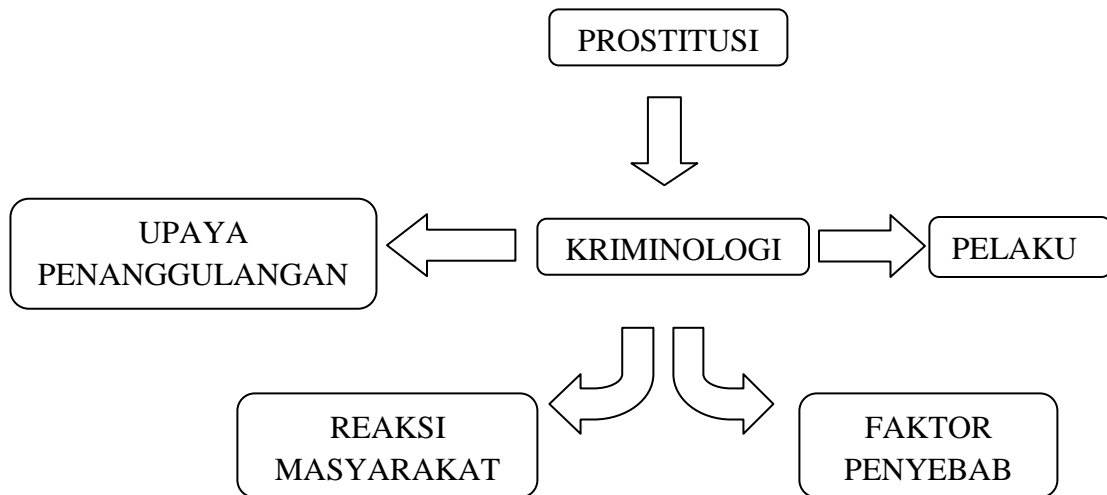 PROSTITUSI
UPAYA
PENANGGULANGAN
KRIMINOLOGI
PELAKU
REAKSI
MASYARAKAT
FAKTOR
PENYEBAB